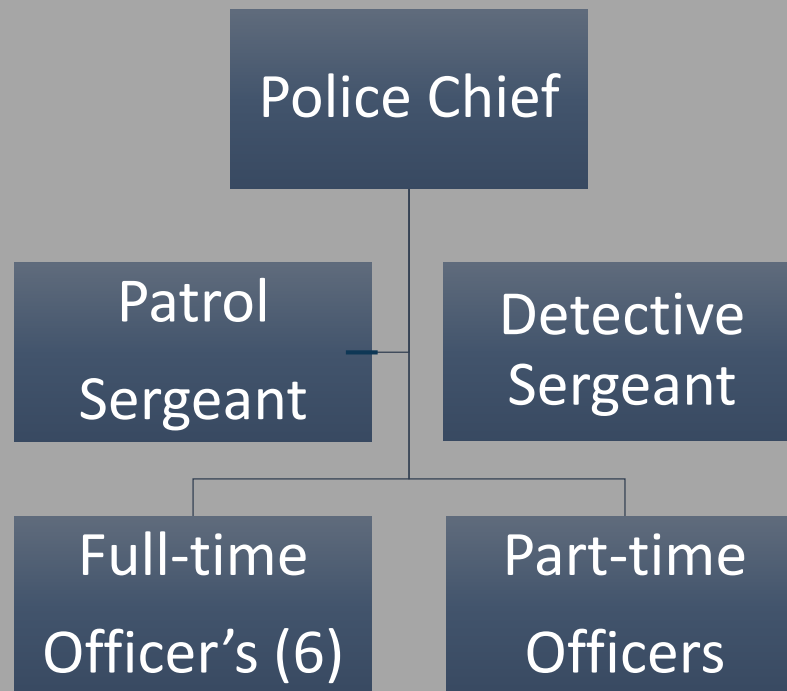 Police Chief
Patrol
Sergeant
Detective
Sergeant
Full-time
Officer’s (6)
Part-time
Officers